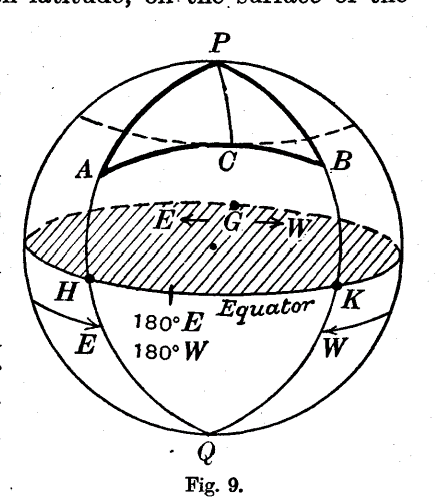 latitude, on the surface of the
P
A
C
B
E
G
W
H
Equator
K
180° E
180° W
E
W
Q
Fig. 9.